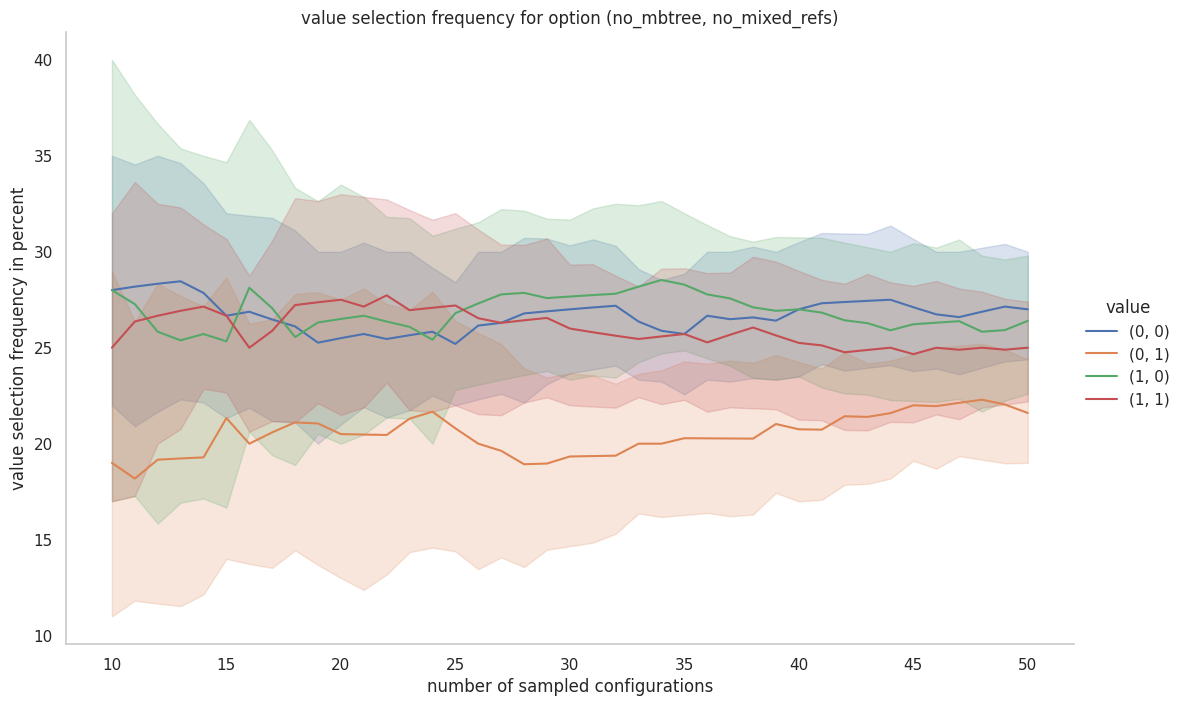 value selection frequency for option (no_mbtree, no_mixed_refs)
value selection frequency in percent
40
35
30
25
20
15
10
10 15 20 25 30 35 40 45 50
number of sampled configurations
value
(0, 0)
(0, 1)
(1, 0)
(1, 1)